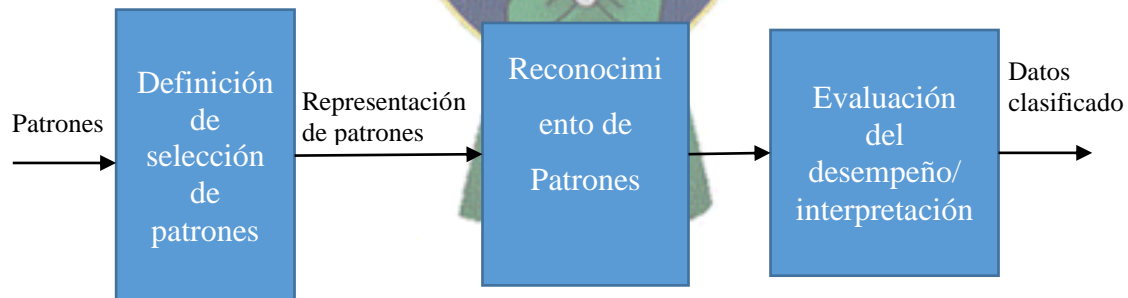 Patrones
Definición
de
selección
de
patrones
Representación
de patrones
Reconocimi
ento de
Patrones
Evaluación
del
desempeño/
interpretación
Datos
clasificado